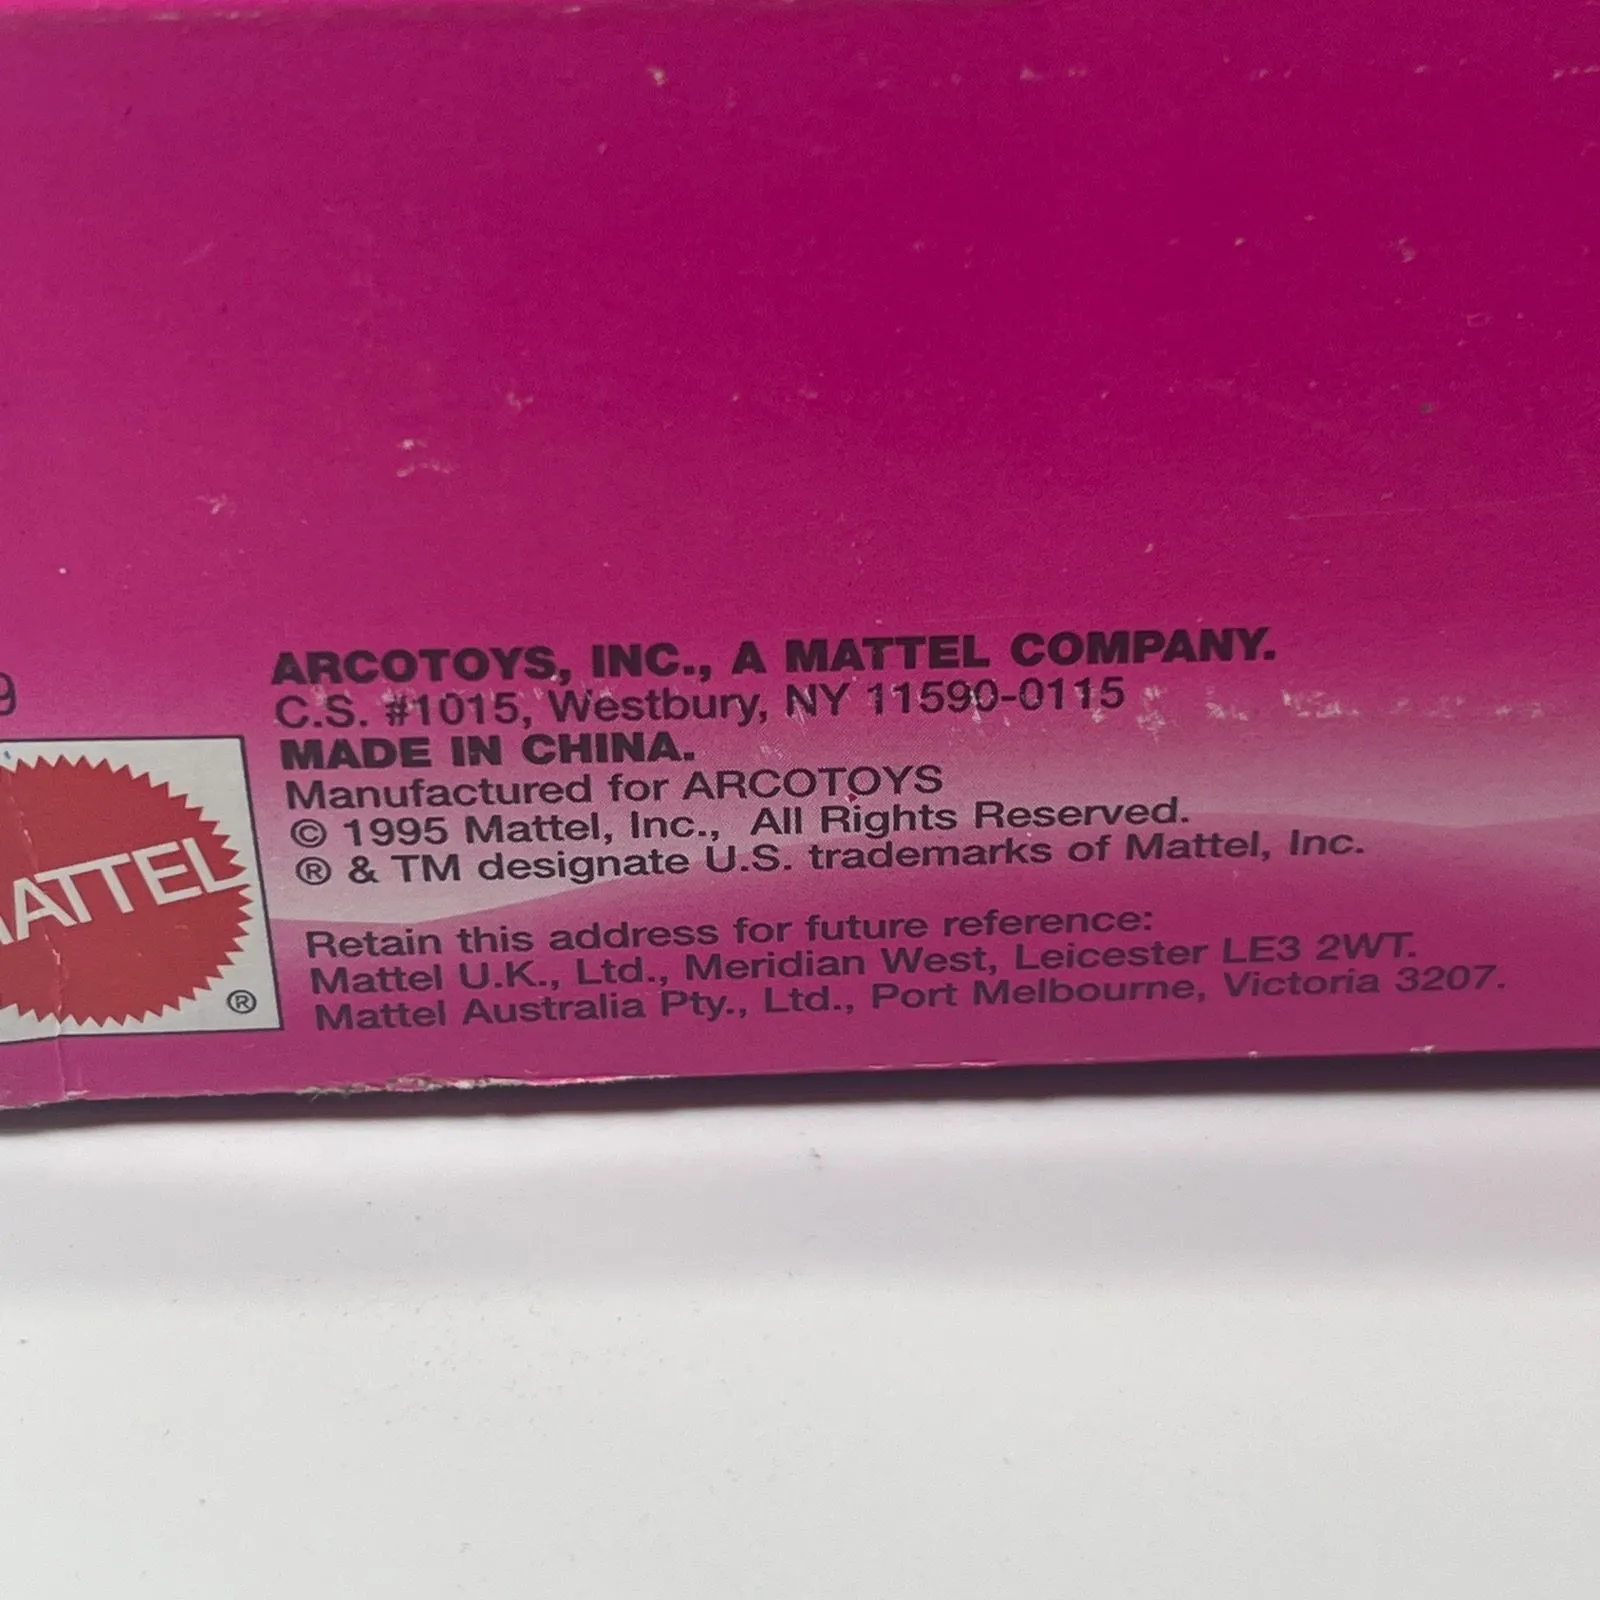 9
ARCOTOYS, INC., A MATTEL COMPANY.
C.S. #1015, Westbury, NY 11590-0115
MADE IN CHINA.
Manufactured for ARCOTOYS
© 1995 Mattel, Inc., All Rights Reserved.
® & TM designate U.S. trademarks of Mattel, Inc.
MATTEL
®
Retain this address for future reference:
Mattel U.K., Ltd., Meridian West, Leicester LE3 2WT.
Mattel Australia Pty., Ltd., Port Melbourne, Victoria 3207.